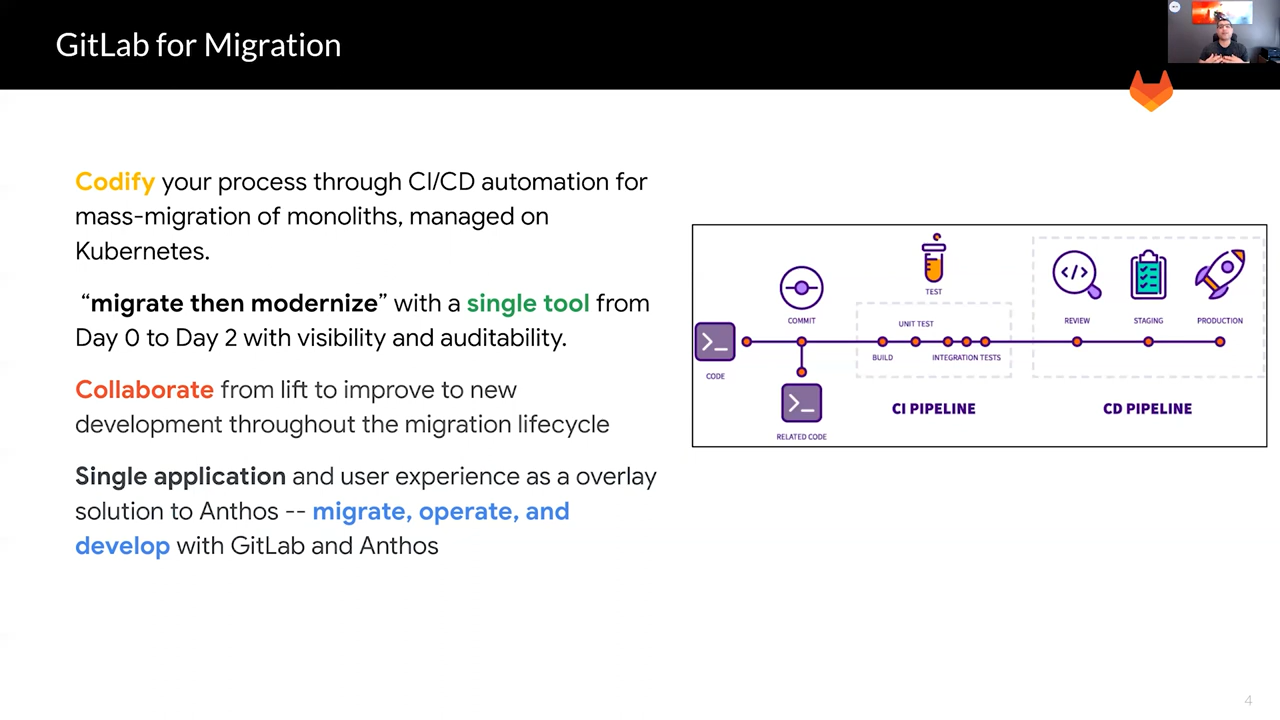 GitLab for Migration
Codify your process through CI/CD automation for
mass-migration of monoliths, managed on
Kubernetes.
“migrate then modernize” with a single tool from
Day 0 to Day 2 with visibility and auditability.
Collaborate from lift to improve to new
development throughout the migration lifecycle
Single application and user experience as a overlay
solution to Anthos -- migrate, operate, and
develop with GitLab and Anthos
TEST
COMMIT
REVIEW
STAGING
PRODUCTION
UNIT TEST
BUILD
INTEGRATION TESTS
CODE
CI PIPELINE
CD PIPELINE
RELATED CODE
4